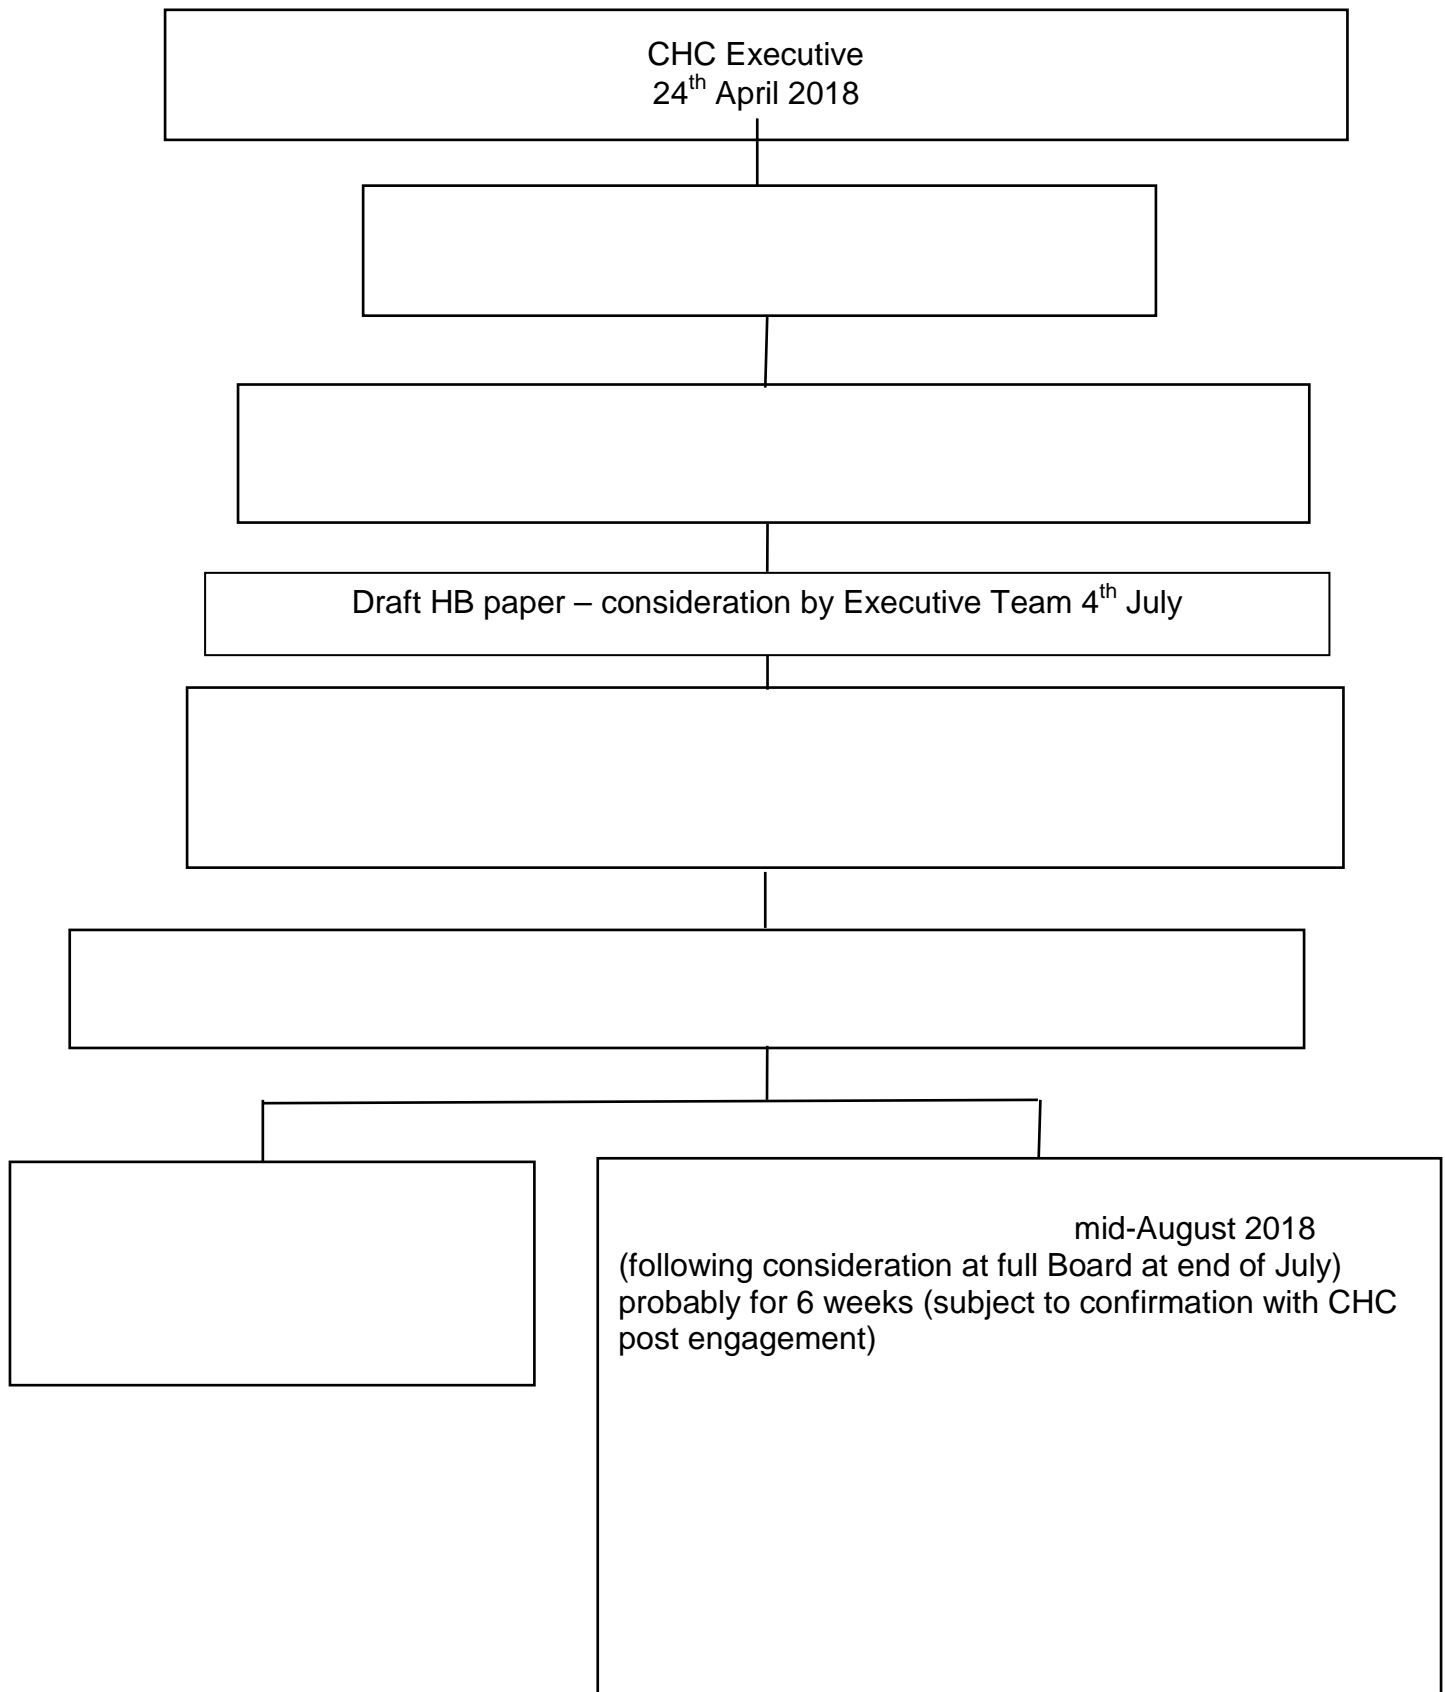 CHC Executive
24th April 2018
Draft HB paper – consideration by Executive Team 4th July
mid-August 2018
(following consideration at full Board at end of July)
probably for 6 weeks (subject to confirmation with CHC
post engagement)